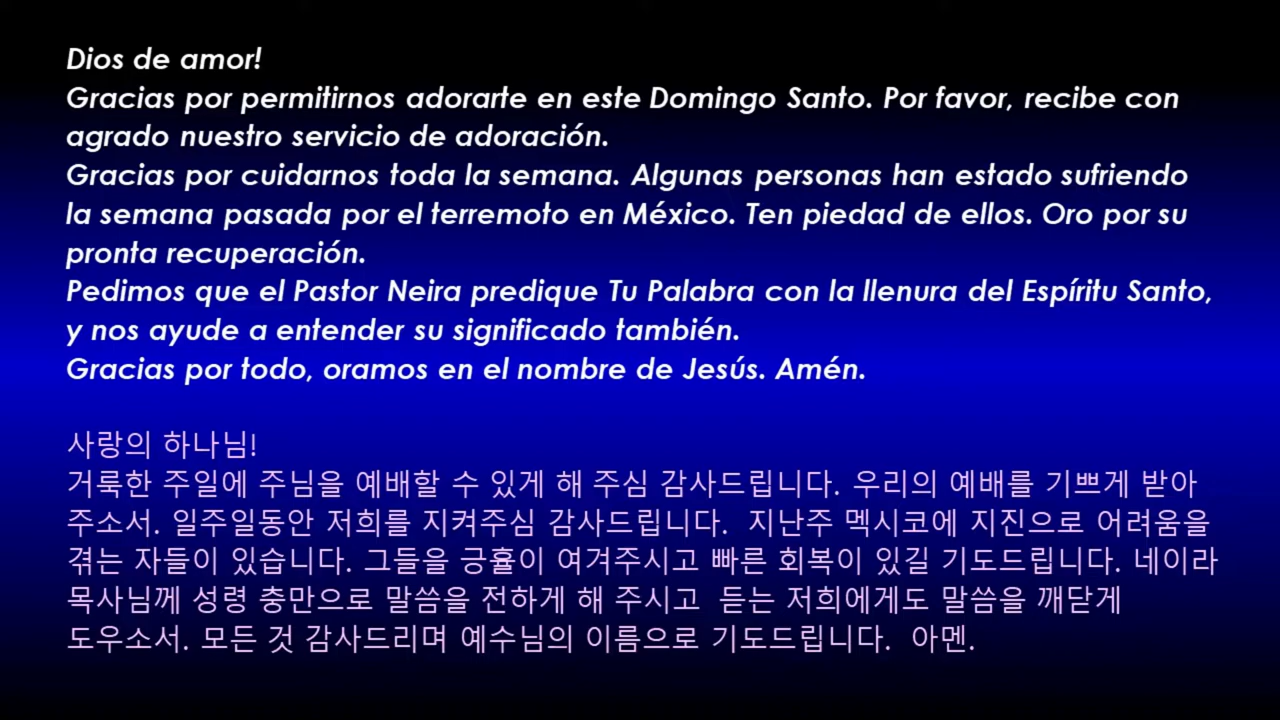 Dios de amor!
Gracias por permitirnos adorarte en este Domingo Santo. Por favor, recibe con
agrado nuestro servicio de adoración.
Gracias por cuidarnos toda la semana. Algunas personas han estado sufriendo
la semana pasada por el terremoto en México. Ten piedad de ellos. Oro por su
pronta recuperación.
Pedimos que el Pastor Neira predique Tu Palabra con la llenura del Espíritu Santo,
y nos ayude a entender su significado también.
Gracias por todo, oramos en el nombre de Jesús. Amén.
사랑의 하나님!
거룩한 주일에 주님을 예배할 수 있게 해 주심 감사드립니다. 우리의 예배를 기쁘게 받아
주소서. 일주일동안 저희를 지켜주심 감사드립니다. 지난주 멕시코에 지진으로 어려움을
겪는 자들이 있습니다. 그들을 긍휼이 여겨주시고 빠른 회복이 있길 기도드립니다. 네이라
목사님께 성령 충만으로 말씀을 전하게 해 주시고 듣는 저희에게도 말씀을 깨닫게
도우소서. 모든 것 감사드리며 예수님의 이름으로 기도드립니다. 아멘.